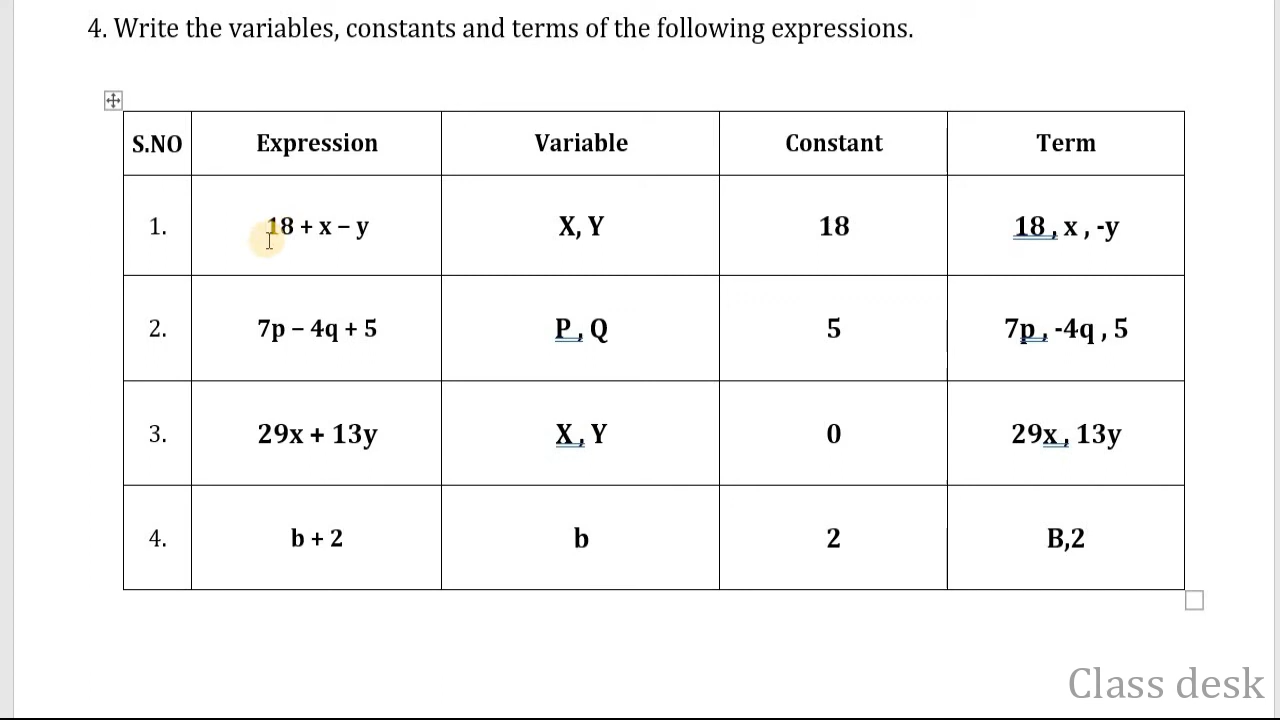 4. Write the variables, constants and terms of the following expressions.
S.NO Expression Variable Constant Term
1. 18 + x – y X, Y 18 18 , x , -y
2. 7p – 4q + 5 P , Q 5 7p , -4q , 5
3. 29x + 13y X , Y 0 29x , 13y
4. b + 2 b 2 B,2
Class desk